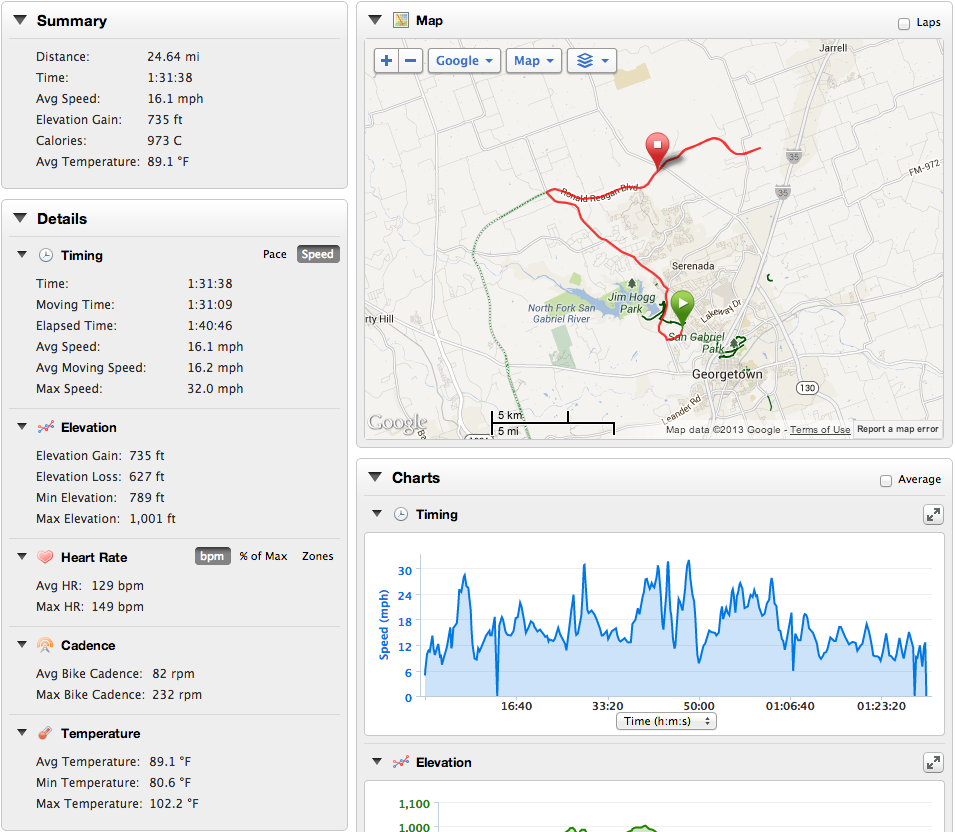 Summary
Distance: 24.64 mi
Time: 1:31:38
Avg Speed: 16.1 mph
Elevation Gain: 735 ft
Calories: 973 C
Avg Temperature: 89.1 °F
Details
Timing Pace Speed
Time: 1:31:38
Moving Time: 1:31:09
Elapsed Time: 1:40:46
Avg Speed: 16.1 mph
Avg Moving Speed: 16.2 mph
Max Speed: 32.0 mph
Elevation
Elevation Gain: 735 ft
Elevation Loss: 627 ft
Min Elevation: 789 ft
Max Elevation: 1,001 ft
Heart Rate bpm % of Max Zones
Avg HR: 129 bpm
Max HR: 149 bpm
Cadence
Avg Bike Cadence: 82 rpm
Max Bike Cadence: 232 rpm
Temperature
Avg Temperature: 89.1 °F
Min Temperature: 80.6 °F
Max Temperature: 102.2 °F
Map Laps
+ − Google Map
Jarrell
35
FM-972
35
Ronald Reagan Blvd
Serenada
Jim Hogg
Park
North Fork San
Gabriel River
Lakeway Dr
rty Hill
San Gabriel
Park
Georgetown
130
Leander Rd
5 km
5 mi
Google
Map data ©2013 Google - Terms of Use Report a map error
Charts Average
Timing
Speed (mph)
30
24
18
12
6
0
16:40 33:20 50:00 01:06:40 01:23:20
Time (h:m:s)
Elevation
1,100
1,000